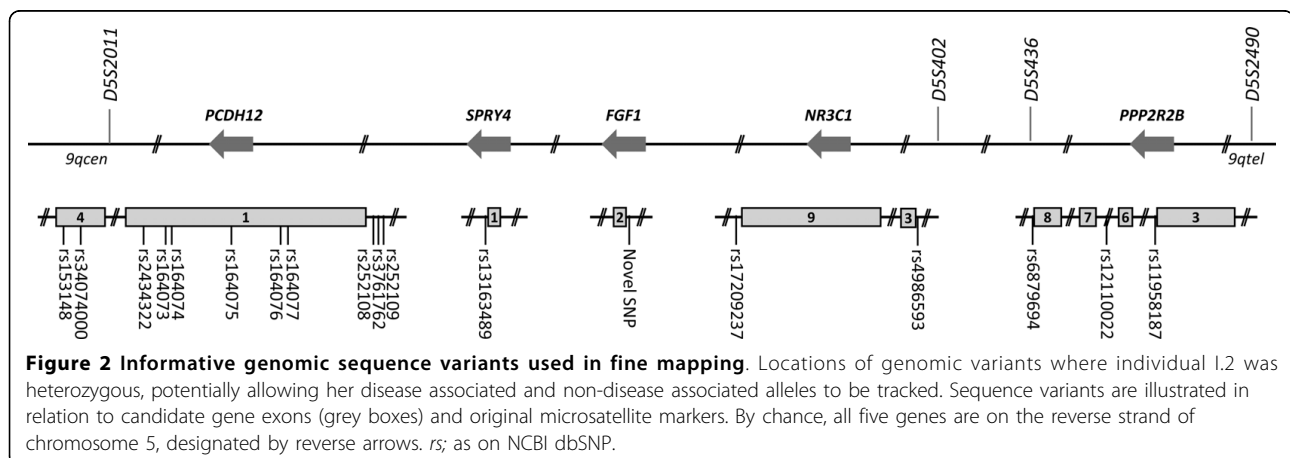 D5S2011
D5S402
D5S436
D5S2490
PCDH12
SPRY4
FGF1
NR3C1
PPP2R2B
9qcen
9qtel
4
1
1
2
9
3
8
7
6
3
rs153148
rs34074000
rs2434322
rs164073
rs164074
rs164075
rs164076
rs164077
rs252108
rs3761762
rs252109
rs13163489
Novel SNP
rs17209237
rs4986593
rs6879694
rs12110022
rs11958187
Figure 2 Informative genomic sequence variants used in fine mapping. Locations of genomic variants where individual I.2 was
heterozygous, potentially allowing her disease associated and non-disease associated alleles to be tracked. Sequence variants are illustrated in
relation to candidate gene exons (grey boxes) and original microsatellite markers. By chance, all five genes are on the reverse strand of
chromosome 5, designated by reverse arrows. rs; as on NCBI dbSNP.